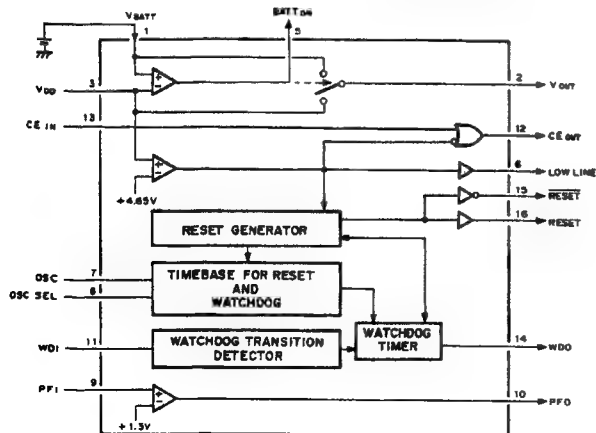 VBATT
BATTON
1
5
3
VDD
2
VOUT
13
CE IN
12
CE OUT
6
LOW LINE
+4.65V
15
RESET
16
RESET
RESET GENERATOR
7
OSC
8
OSC SEL
TIMEBASE FOR RESET
AND
WATCHDOG
11
WDI
WATCHDOG TRANSITION
DETECTOR
WATCHDOG
TIMER
14
WDO
9
PFI
10
PFO
+1.3V